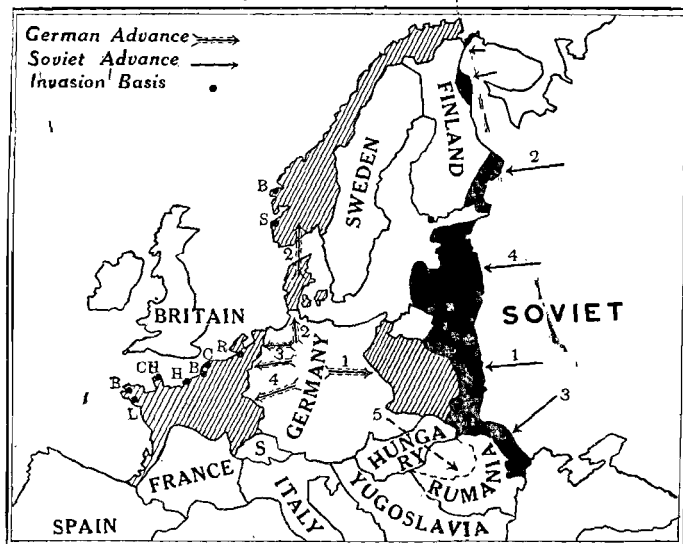 German Advance
Soviet Advance
Invasion Basis
FINLAND
SWEDEN
B
S
2
2
4
BRITAIN
SOVIET
R
C
B
H
CH
B
L
2
3
4
1
1
3
GERMANY
5
S
HUNGA
RY
RUMANIA
FRANCE
ITALY
YUGOSLAVIA
SPAIN